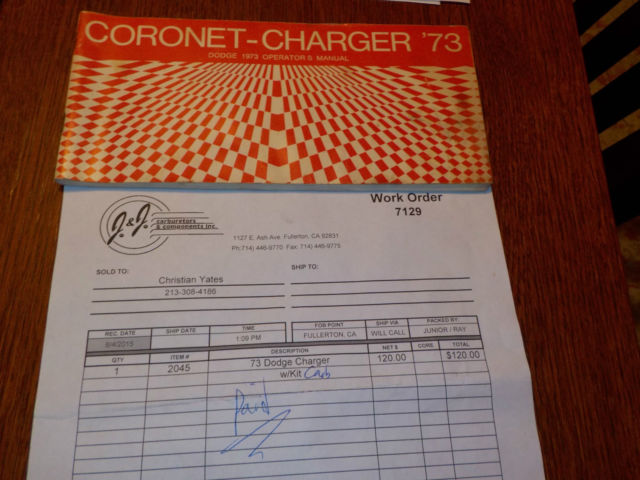 CORONET-CHARGER '73
DODGE 1973 OPERATOR'S MANUAL
Work Order
7129
J.&J. carburetors
& components inc.
1127 E. Ash Ave. Fullerton, CA 92831
Ph:714) 446-9770 Fax: 714) 446-9775
SOLD TO: SHIP TO:
Christian Yates
213-308-4186
REC. DATE SHIP DATE TIME FOB POINT SHIP VIA PACKED BY:
8/4/2015 1:09 PM FULLERTON, CA WILL CALL JUNIOR / RAY
QTY ITEM # DESCRIPTION NET $ CORE TOTAL
1 2045 73 Dodge Charger 120.00 $120.00
w/Kit Carb
Paid